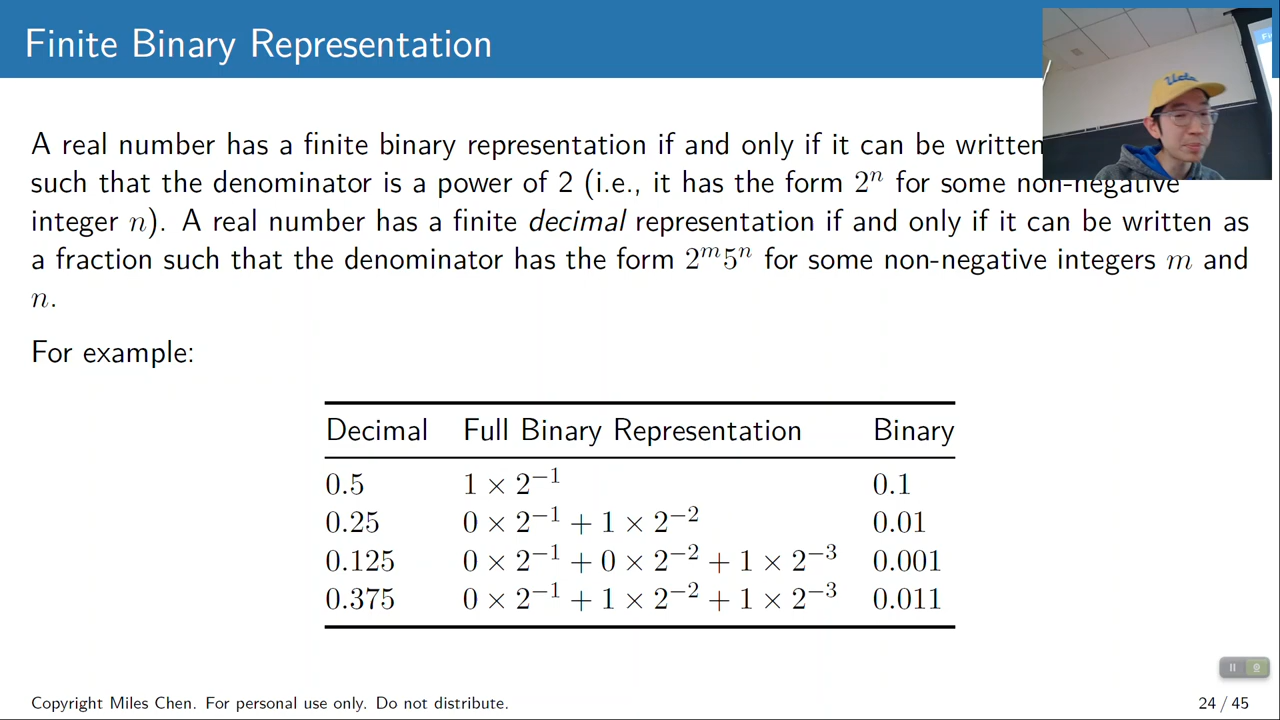 Finite Binary Representation
UCLA
A real number has a finite binary representation if and only if it can be written
such that the denominator is a power of 2 (i.e., it has the form 2ⁿ for some non-negative
integer n). A real number has a finite decimal representation if and only if it can be written as
a fraction such that the denominator has the form 2ᵐ5ⁿ for some non-negative integers m and
n.
For example:
Decimal Full Binary Representation Binary
0.5 1 × 2⁻¹ 0.1
0.25 0 × 2⁻¹ + 1 × 2⁻² 0.01
0.125 0 × 2⁻¹ + 0 × 2⁻² + 1 × 2⁻³ 0.001
0.375 0 × 2⁻¹ + 1 × 2⁻² + 1 × 2⁻³ 0.011
Copyright Miles Chen. For personal use only. Do not distribute.
24 / 45